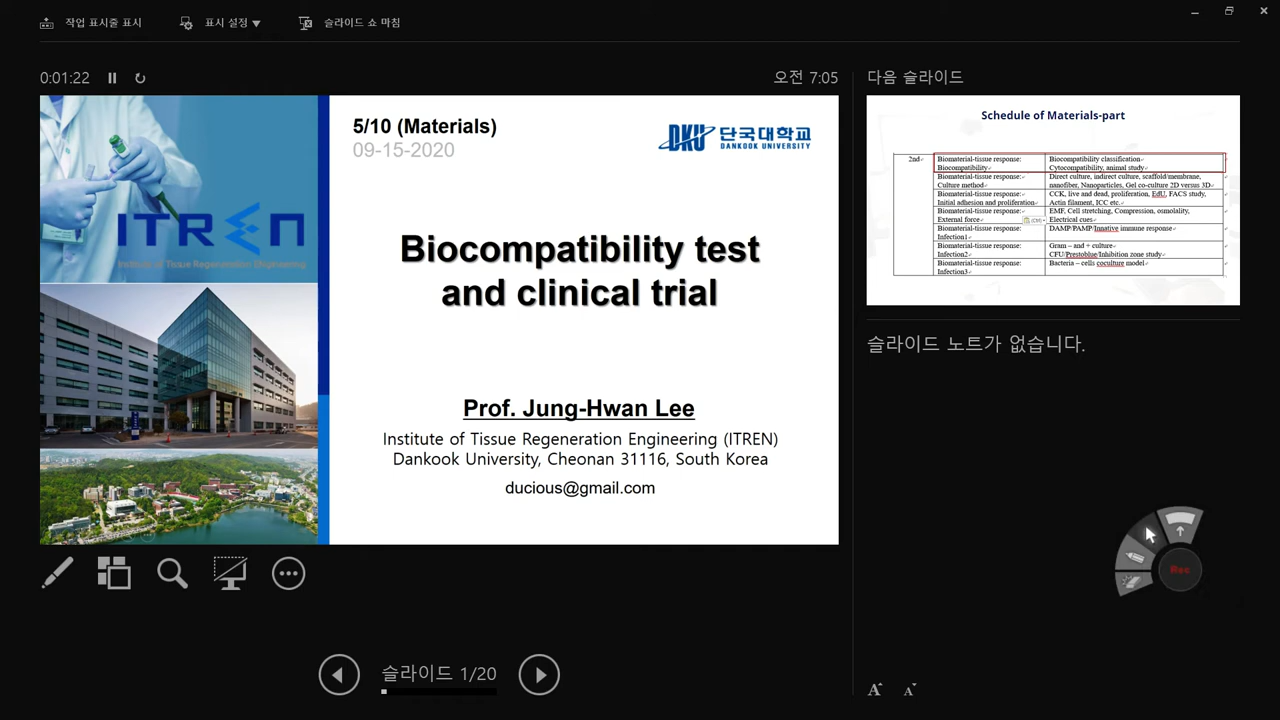 작업 표시줄 표시
표시 설정
슬라이드 쇼 마침
0:01:22
오전 7:05
다음 슬라이드
ITREN
Institute of Tissue Regeneration Engineering
5/10 (Materials)
09-15-2020
DKU 단국대학교
DANKOOK UNIVERSITY
Biocompatibility test
and clinical trial
Prof. Jung-Hwan Lee
Institute of Tissue Regeneration Engineering (ITREN)
Dankook University, Cheonan 31116, South Korea
ducious@gmail.com
Schedule of Materials-part
2nd
Biomaterial-tissue response:
Biocompatibility
Biocompatibility classification
Cytocompatibility, animal study
Biomaterial-tissue response:
Culture method
Direct culture, indirect culture, scaffold/membrane,
nanofiber, Nanoparticles, Gel co-culture 2D versus 3D
Biomaterial-tissue response:
Initial adhesion and proliferation
CCK, live and dead, proliferation, EdU, FACS study,
Actin filament, ICC etc.
Biomaterial-tissue response:
External force
EMF, Cell stretching, Compression, osmolality,
Electrical cues
Biomaterial-tissue response:
Infection1
DAMP/PAMP/Innative immune response
Biomaterial-tissue response:
Infection2
Gram – and + culture
CFU/Prestoblue/Inhibition zone study
Biomaterial-tissue response:
Infection3
Bacteria – cells coculture model
(Ctrl)
슬라이드 노트가 없습니다.
Rec
슬라이드 1/20
A A